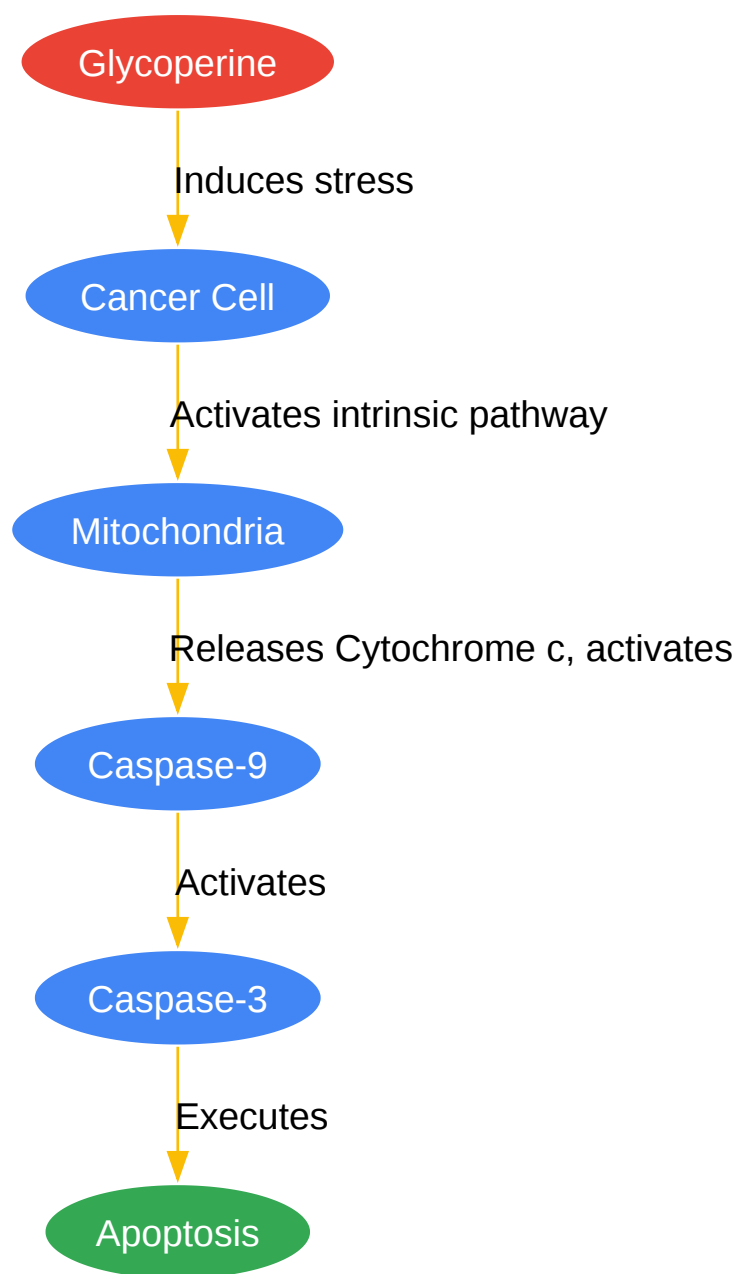 Glycoperine
Induces stress
Cancer Cell
Activates intrinsic pathway
Mitochondria
Releases Cytochrome c, activates
Caspase-9
Activates
Caspase-3
Executes
Apoptosis